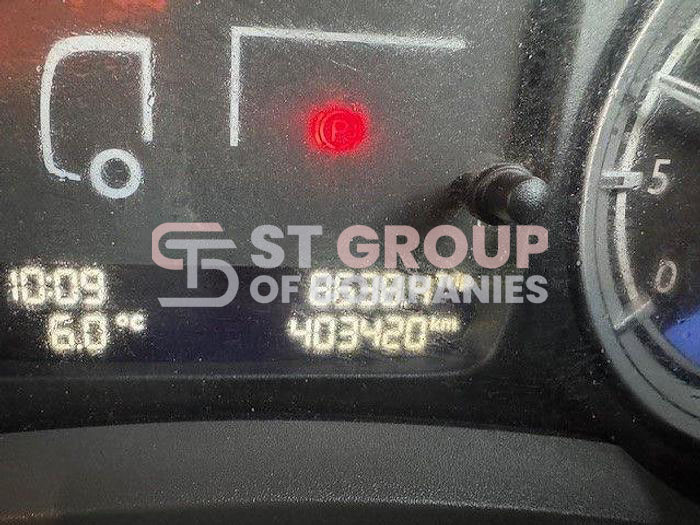 P
5
ST GROUP
OF COMPANIES
10:09
0
6.0 °C
403420 km